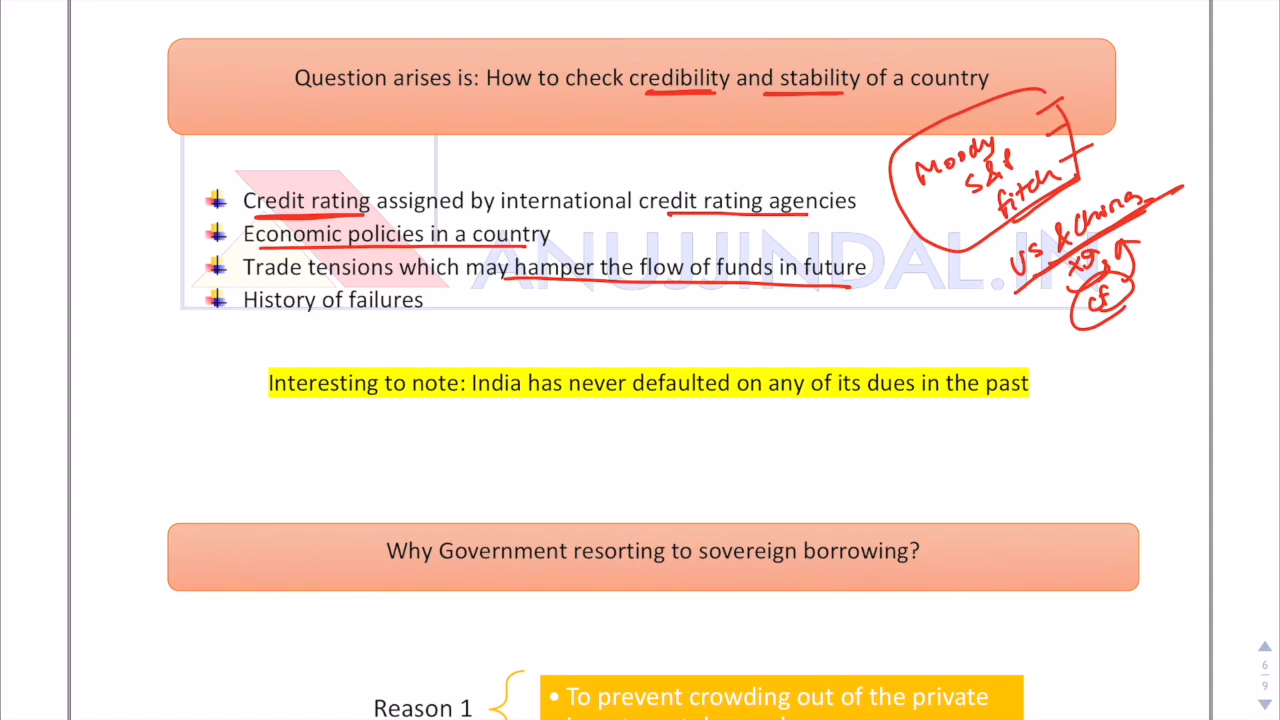 Question arises is: How to check credibility and stability of a country
Moody
S&P
fitch
Credit rating assigned by international credit rating agencies
Economic policies in a country
US & China
Trade tensions which may hamper the flow of funds in future
History of failures
cf
ANUJJINDAL.IN
Interesting to note: India has never defaulted on any of its dues in the past
Why Government resorting to sovereign borrowing?
Reason 1
• To prevent crowding out of the private
6
9